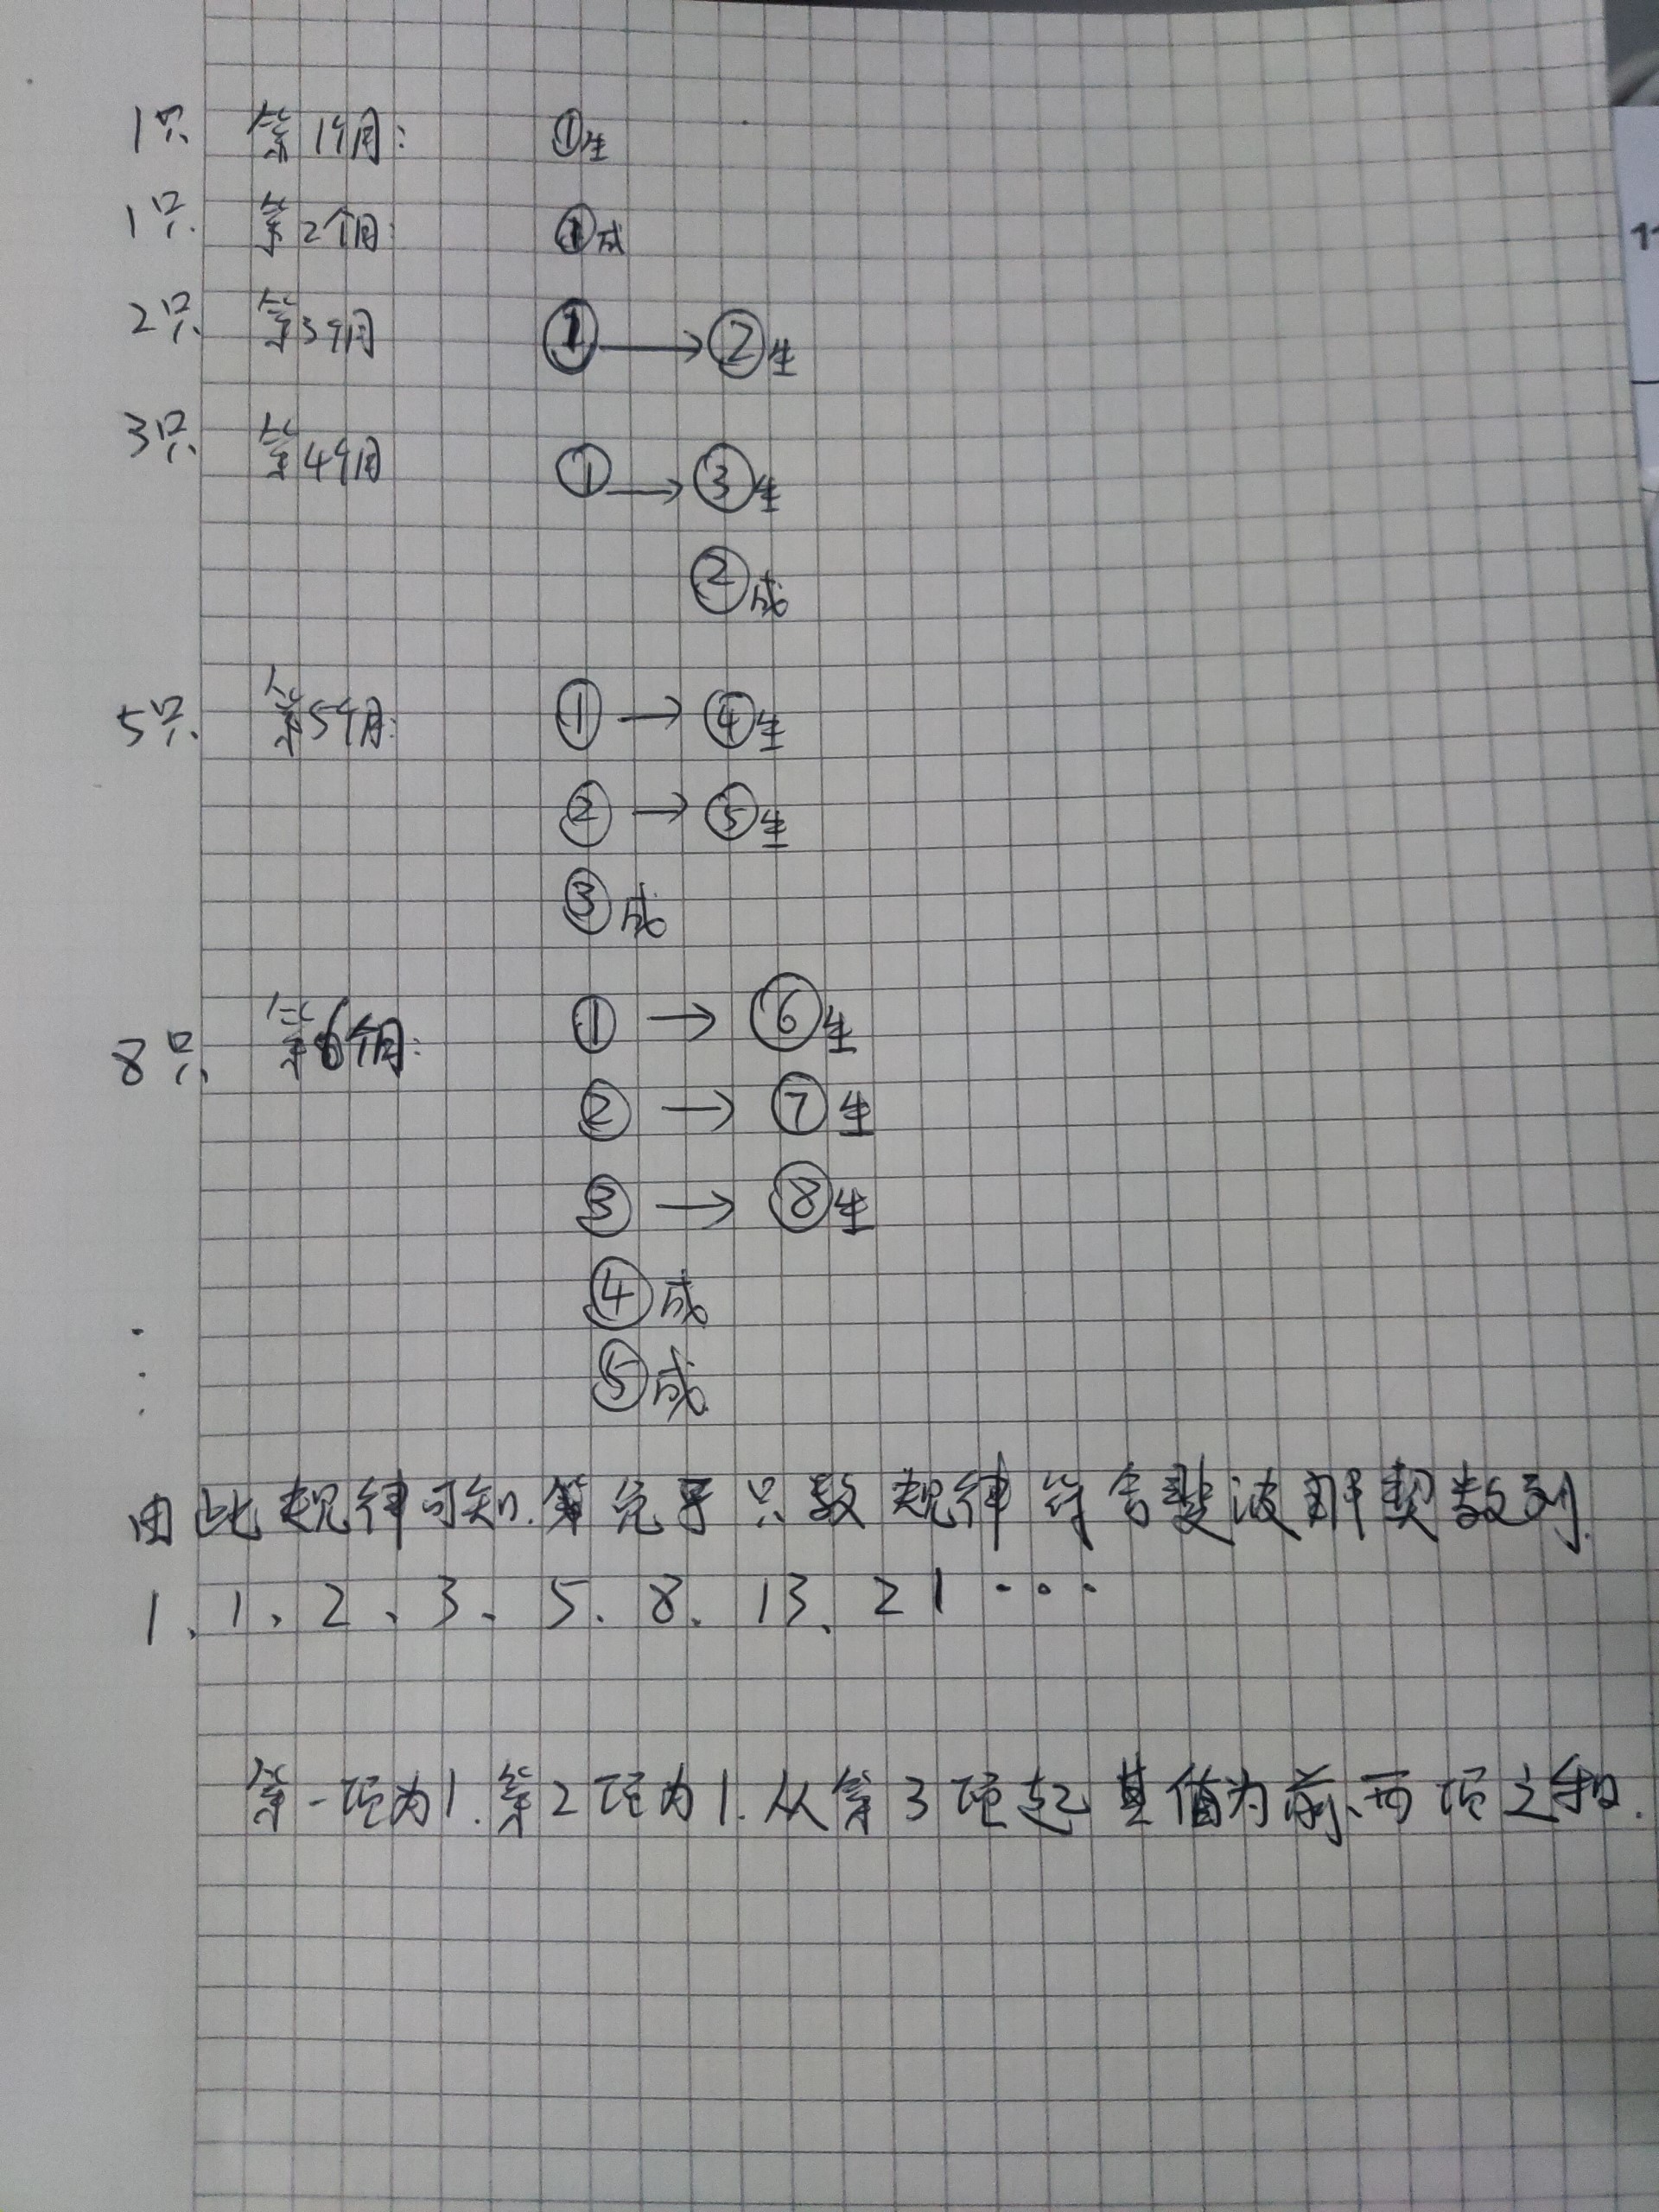 1只 第1个月: ①生
1只 第2个月: ①成
2只 第3个月 ①→②生
3只 第4个月 ①→③生
②成
5只 第5个月: ①→④生
②→⑤生
③成
8只 第6个月: ①→⑥生
②→⑦生
③→⑧生
④成
⑤成
⋮
由此规律可知.兔子只数规律符合斐波那契数列.
1、1、2、3、5、8、13、21…
第一项为1.第2项为1.从第3项起其值为前两项之和.